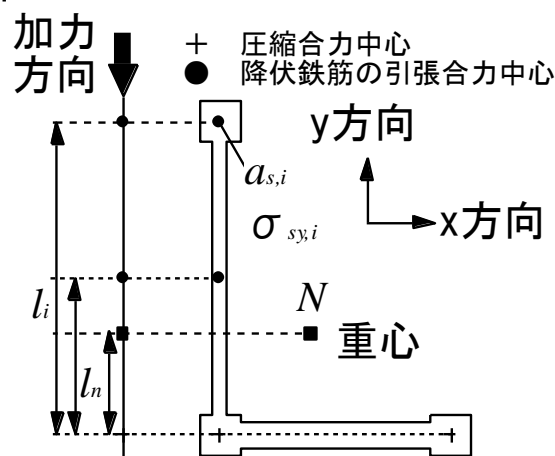 加力
方向
+ 圧縮合力中心
● 降伏鉄筋の引張合力中心
y方向
a_{s,i}
x方向
σ_{sy,i}
N
l_i
重心
l_n